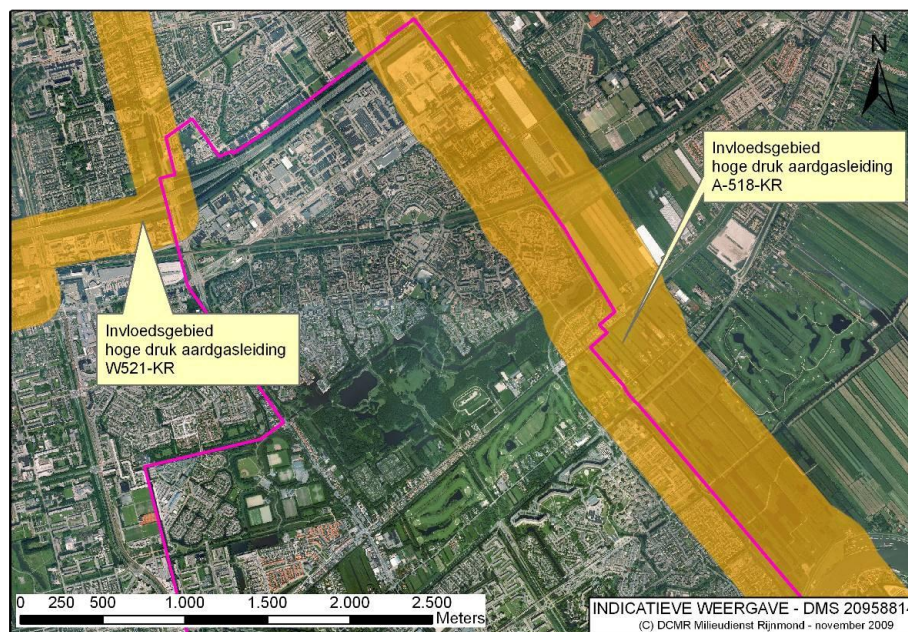 N
Invloedsgebied
hoge druk aardgasleiding
A-518-KR
Invloedsgebied
hoge druk aardgasleiding
W521-KR
0 250 500 1.000 1.500 2.000 2.500
Meters
INDICATIEVE WEERGAVE - DMS 20958814
(C) DCMR Milieudienst Rijnmond - november 2009